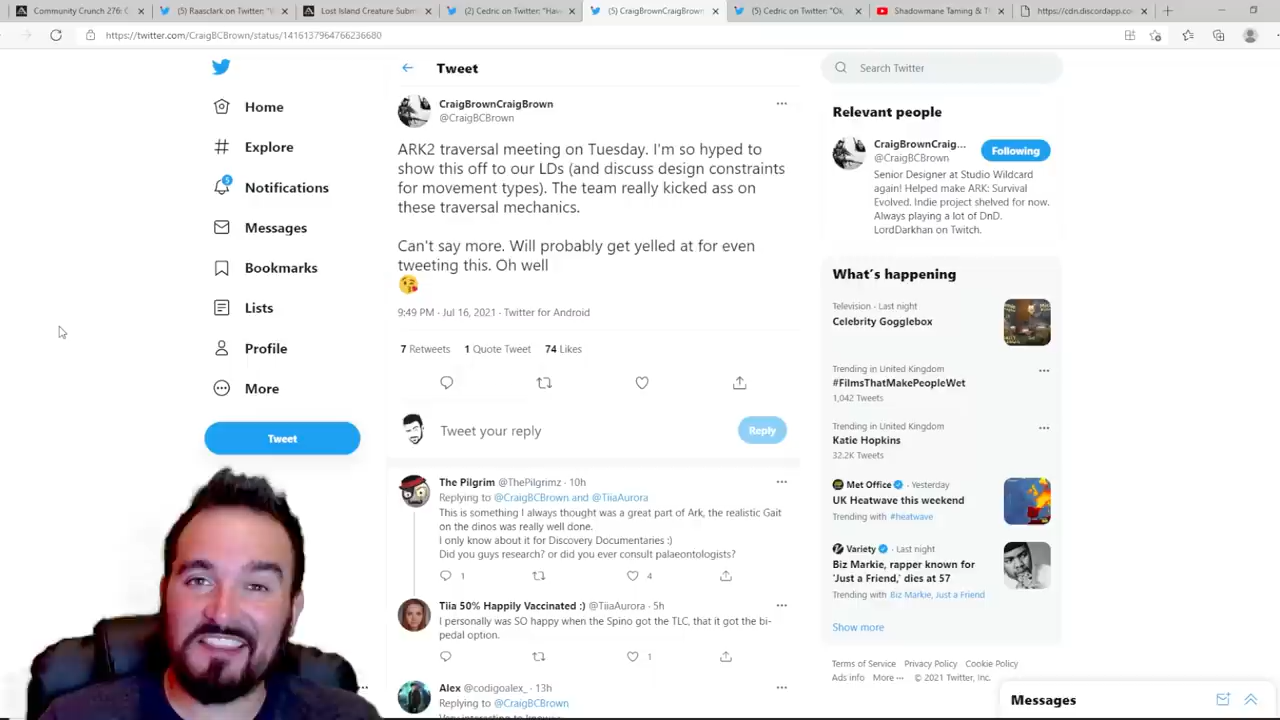 Community Crunch 276: C
(5) Raasclark on Twitter: "
Lost Island Creature Subm
(2) Cedric on Twitter: "Hav
(5) CraigBrownCraigBrown
(5) Cedric on Twitter: "Ok,
Shadowmane Taming & T
https://cdn.discordapp.co
https://twitter.com/CraigBCBrown/status/1416137964766236680
Home
Explore
5
Notifications
Messages
Bookmarks
Lists
Profile
More
Tweet
Tweet
CraigBrownCraigBrown
@CraigBCBrown
ARK2 traversal meeting on Tuesday. I'm so hyped to
show this off to our LDs (and discuss design constraints
for movement types). The team really kicked ass on
these traversal mechanics.
Can't say more. Will probably get yelled at for even
tweeting this. Oh well
😘
9:49 PM · Jul 16, 2021 · Twitter for Android
7 Retweets 1 Quote Tweet 74 Likes
Tweet your reply
Reply
The Pilgrim @ThePilgrimz · 10h
Replying to @CraigBCBrown and @TiiaAurora
This is something I always thought was a great part of Ark, the realistic Gait
on the dinos was really well done.
I only know about it for Discovery Documentaries :)
Did you guys research? or did you ever consult palaeontologists?
1 4
Tiia 50% Happily Vaccinated :) @TiiaAurora · 5h
I personally was SO happy when the Spino got the TLC, that it got the bi-
pedal option.
1
Alex @codigoalex_ · 13h
Replying to @CraigBCBrown
Search Twitter
Relevant people
CraigBrownCraig...
@CraigBCBrown
Following
Senior Designer at Studio Wildcard
again! Helped make ARK: Survival
Evolved. Indie project shelved for now.
Always playing a lot of DnD.
LordDarkhan on Twitch.
What's happening
Television · Last night
Celebrity Gogglebox
Trending in United Kingdom
#FilmsThatMakePeopleWet
1,042 Tweets
Trending in United Kingdom
Katie Hopkins
32.2K Tweets
Met Office · Yesterday
UK Heatwave this weekend
Trending with #heatwave
Variety · Last night
Biz Markie, rapper known for
'Just a Friend,' dies at 57
Trending with Biz Markie, Just a Friend
Show more
Terms of Service Privacy Policy Cookie Policy
Ads info More ··· © 2021 Twitter, Inc.
Messages